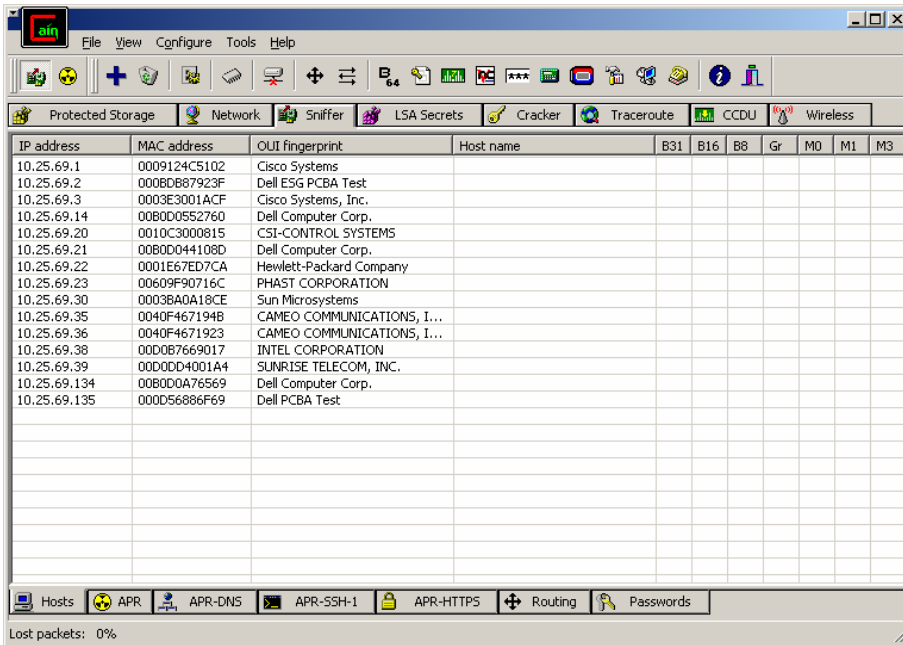 Cain
File View Configure Tools Help
B64 ***
Protected Storage Network Sniffer LSA Secrets Cracker Traceroute CCDU Wireless
IP address MAC address OUI fingerprint Host name B31 B16 B8 Gr M0 M1 M3
10.25.69.1 0009124C5102 Cisco Systems
10.25.69.2 000BDB87923F Dell ESG PCBA Test
10.25.69.3 0003E3001ACF Cisco Systems, Inc.
10.25.69.14 00B0D0552760 Dell Computer Corp.
10.25.69.20 0010C3000815 CSI-CONTROL SYSTEMS
10.25.69.21 00B0D044108D Dell Computer Corp.
10.25.69.22 0001E67ED7CA Hewlett-Packard Company
10.25.69.23 00609F90716C PHAST CORPORATION
10.25.69.30 0003BA0A18CE Sun Microsystems
10.25.69.35 0040F467194B CAMEO COMMUNICATIONS, I...
10.25.69.36 0040F4671923 CAMEO COMMUNICATIONS, I...
10.25.69.38 00D0B7669017 INTEL CORPORATION
10.25.69.39 00D0DD4001A4 SUNRISE TELECOM, INC.
10.25.69.134 00B0D0A76569 Dell Computer Corp.
10.25.69.135 000D56886F69 Dell PCBA Test
Hosts APR APR-DNS APR-SSH-1 APR-HTTPS Routing Passwords
Lost packets: 0%